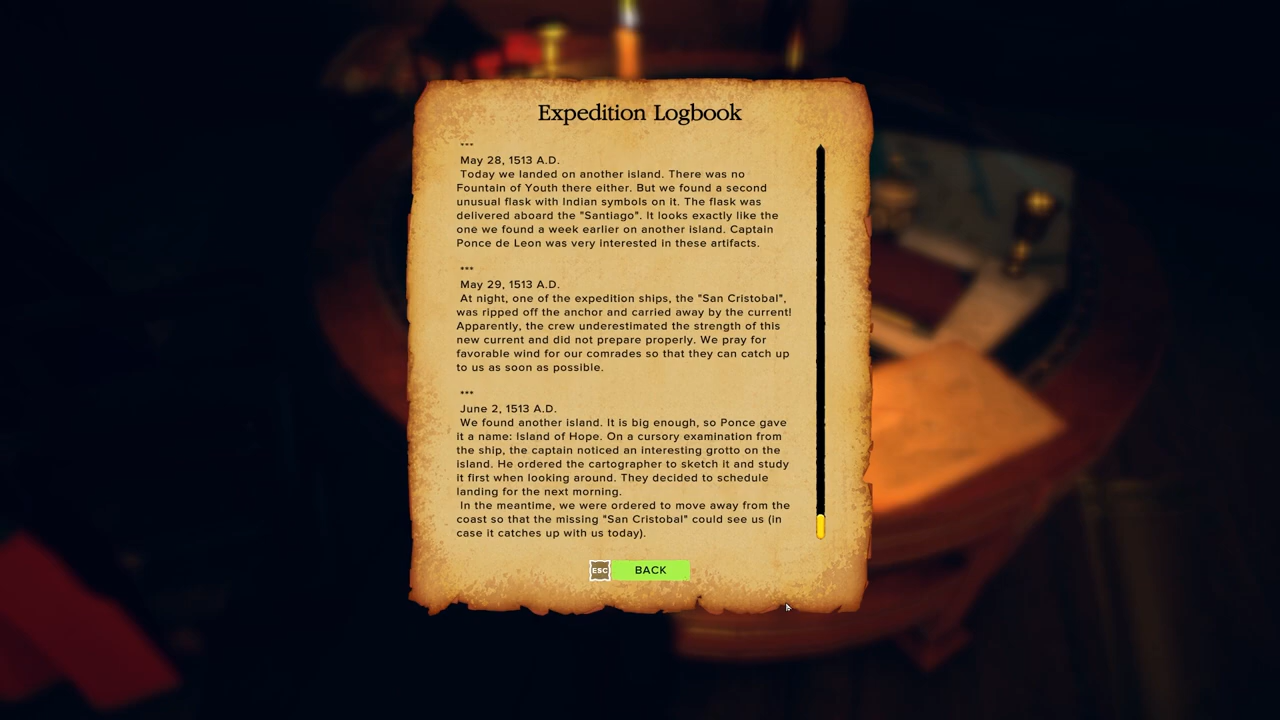 Expedition Logbook
***
May 28, 1513 A.D.
Today we landed on another island. There was no
Fountain of Youth there either. But we found a second
unusual flask with Indian symbols on it. The flask was
delivered aboard the "Santiago". It looks exactly like the
one we found a week earlier on another island. Captain
Ponce de Leon was very interested in these artifacts.
***
May 29, 1513 A.D.
At night, one of the expedition ships, the "San Cristobal",
was ripped off the anchor and carried away by the current!
Apparently, the crew underestimated the strength of this
new current and did not prepare properly. We pray for
favorable wind for our comrades so that they can catch up
to us as soon as possible.
***
June 2, 1513 A.D.
We found another island. It is big enough, so Ponce gave
it a name: Island of Hope. On a cursory examination from
the ship, the captain noticed an interesting grotto on the
island. He ordered the cartographer to sketch it and study
it first when looking around. They decided to schedule
landing for the next morning.
In the meantime, we were ordered to move away from the
coast so that the missing "San Cristobal" could see us (in
case it catches up with us today).
ESC BACK